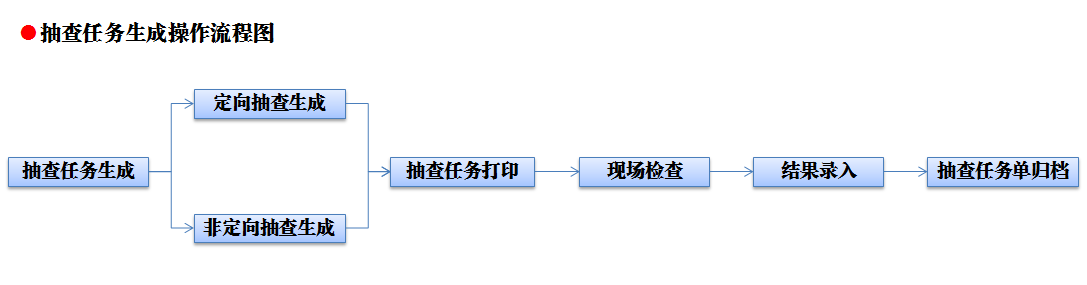 抽查任务生成操作流程图
定向抽查生成
抽查任务生成
抽查任务打印
现场检查
结果录入
抽查任务单归档
非定向抽查生成